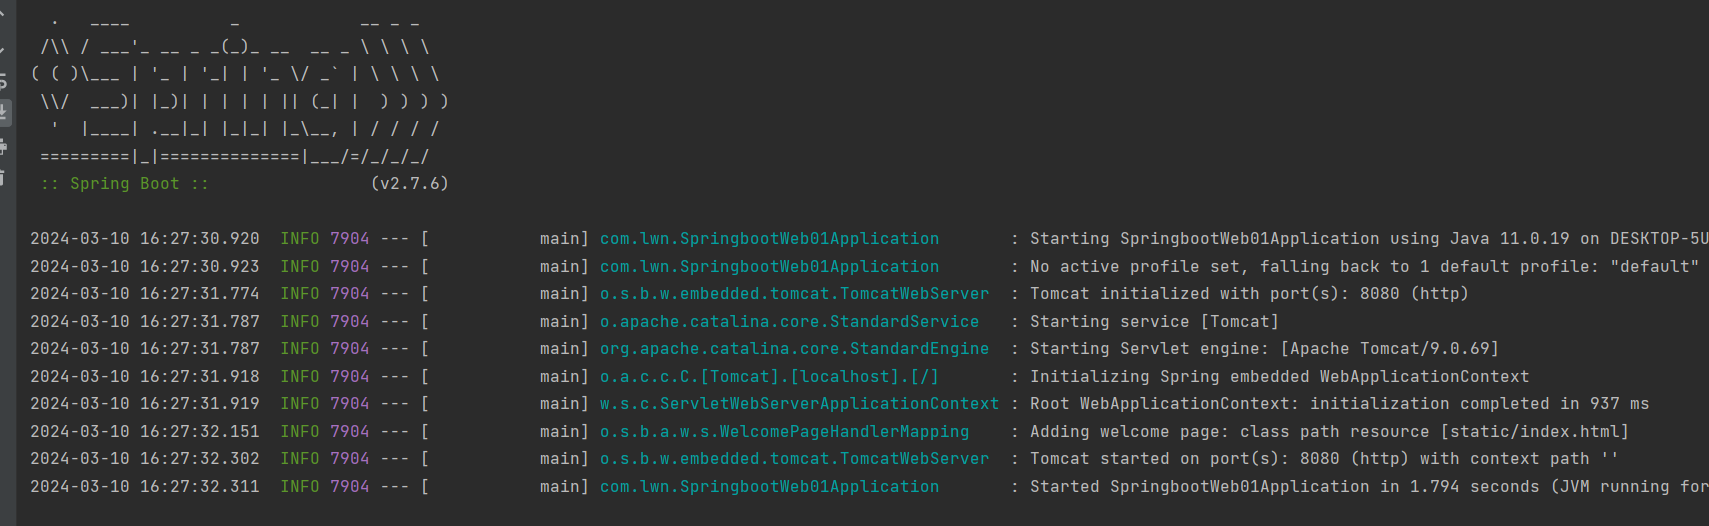 .   ____          _            __ _ _
 /\\ / ___'_ __ _ _(_)_ __  __ _ \ \ \ \
( ( )\___ | '_ | '_| | '_ \/ _` | \ \ \ \
 \\/  ___)| |_)| | | | | || (_| |  ) ) ) )
  '  |____| .__|_| |_|_| |_\__, | / / / /
 =========|_|==============|___/=/_/_/_/
 :: Spring Boot ::                (v2.7.6)
2024-03-10 16:27:30.920  INFO 7904 --- [           main] com.lwn.SpringbootWeb01Application       : Starting SpringbootWeb01Application using Java 11.0.19 on DESKTOP-5U
2024-03-10 16:27:30.923  INFO 7904 --- [           main] com.lwn.SpringbootWeb01Application       : No active profile set, falling back to 1 default profile: "default"
2024-03-10 16:27:31.774  INFO 7904 --- [           main] o.s.b.w.embedded.tomcat.TomcatWebServer  : Tomcat initialized with port(s): 8080 (http)
2024-03-10 16:27:31.787  INFO 7904 --- [           main] o.apache.catalina.core.StandardService   : Starting service [Tomcat]
2024-03-10 16:27:31.787  INFO 7904 --- [           main] org.apache.catalina.core.StandardEngine  : Starting Servlet engine: [Apache Tomcat/9.0.69]
2024-03-10 16:27:31.918  INFO 7904 --- [           main] o.a.c.c.C.[Tomcat].[localhost].[/]       : Initializing Spring embedded WebApplicationContext
2024-03-10 16:27:31.919  INFO 7904 --- [           main] w.s.c.ServletWebServerApplicationContext : Root WebApplicationContext: initialization completed in 937 ms
2024-03-10 16:27:32.151  INFO 7904 --- [           main] o.s.b.a.w.s.WelcomePageHandlerMapping    : Adding welcome page: class path resource [static/index.html]
2024-03-10 16:27:32.302  INFO 7904 --- [           main] o.s.b.w.embedded.tomcat.TomcatWebServer  : Tomcat started on port(s): 8080 (http) with context path ''
2024-03-10 16:27:32.311  INFO 7904 --- [           main] com.lwn.SpringbootWeb01Application       : Started SpringbootWeb01Application in 1.794 seconds (JVM running for